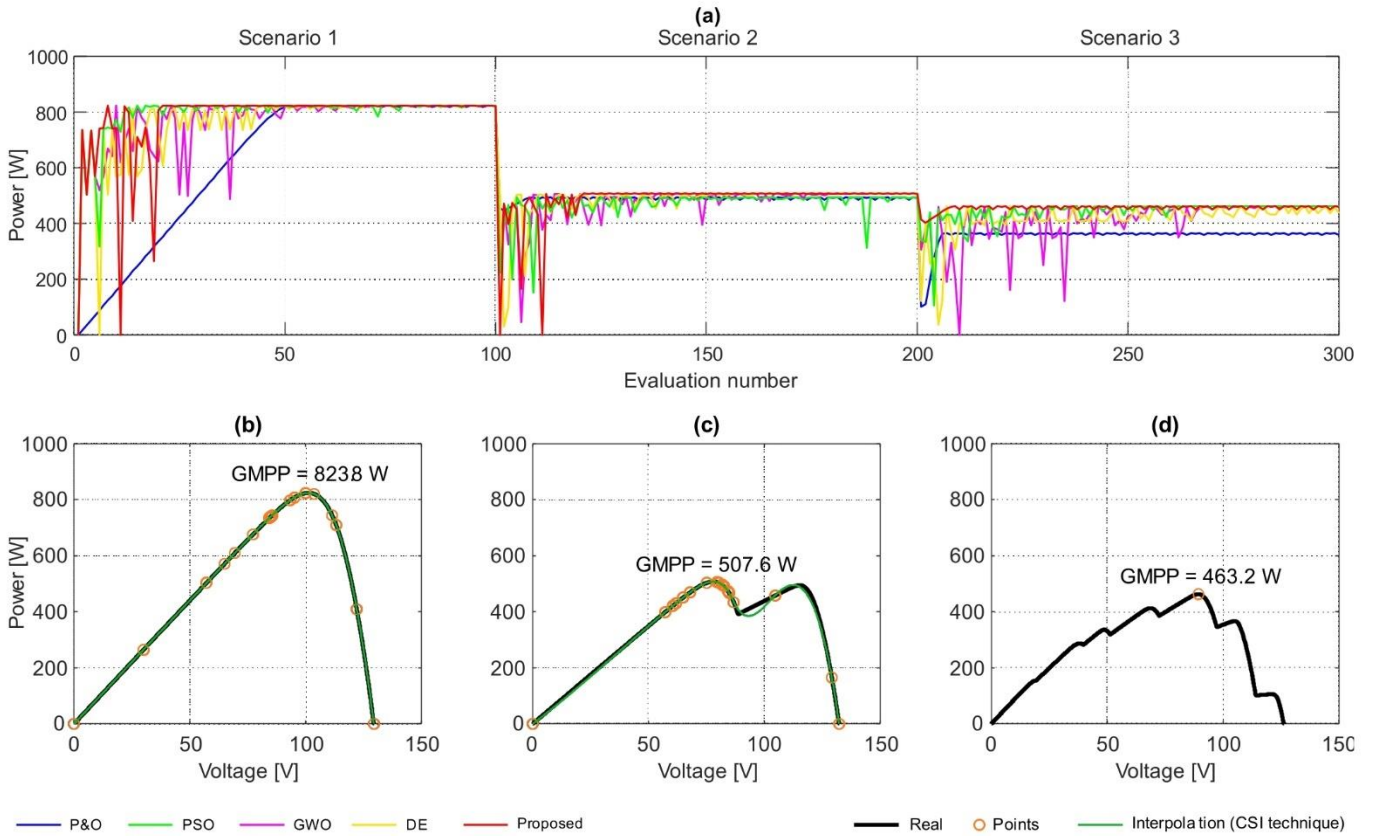 (a)
Scenario 1 Scenario 2 Scenario 3
Power [W]
1000
800
600
400
200
0
0 50 100 150 200 250 300
Evaluation number
(b) (c) (d)
Power [W]
1000 1000 1000
GMPP = 823.8 W
800 800 800
600 600 600
GMPP = 507.6 W
GMPP = 463.2 W
400 400 400
200 200 200
0 0 0
0 50 100 150 0 50 100 150 0 50 100 150
Voltage [V] Voltage [V] Voltage [V]
P&O PSO GWO DE Proposed Real Points Interpolation (CSI technique)